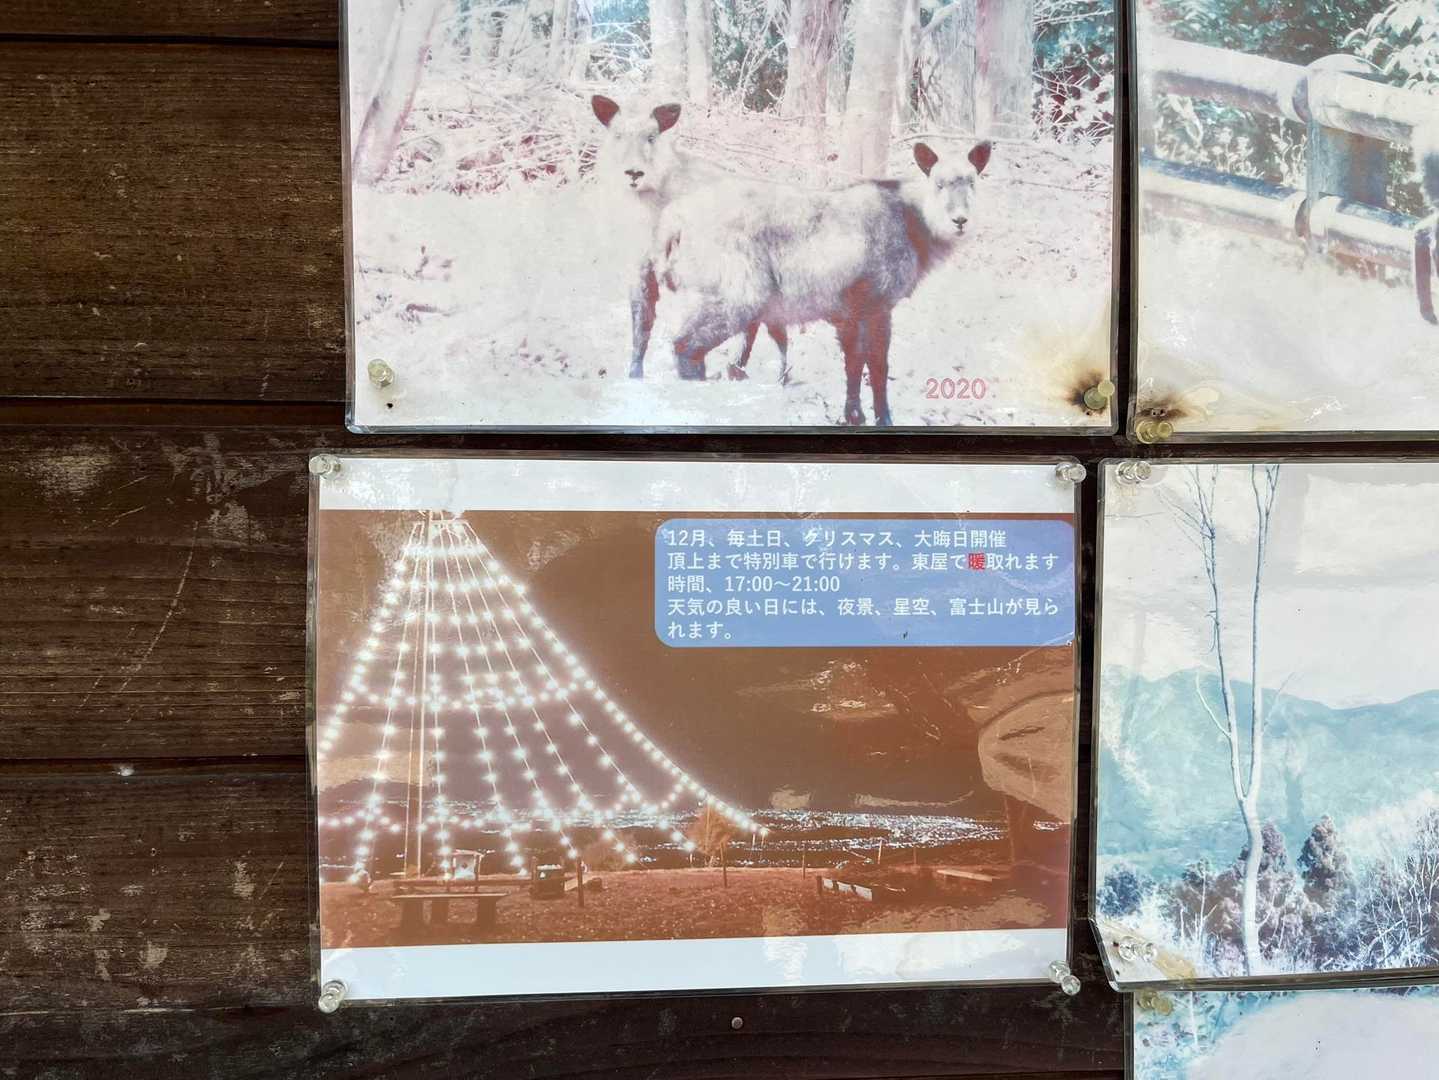 2020
12月、毎土日、クリスマス、大晦日開催
頂上まで特別車で行けます。東屋で暖取れます
時間、17:00～21:00
天気の良い日には、夜景、星空、富士山が見ら
れます。